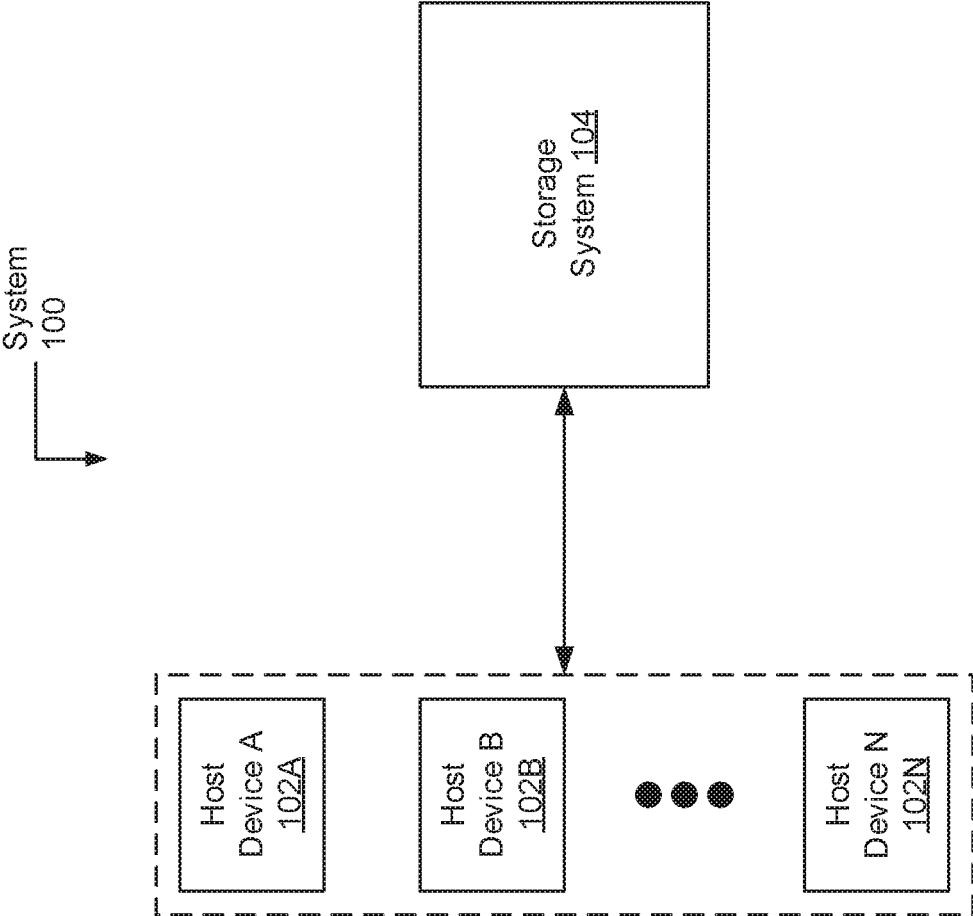 System
100
Host
Device A
102A
Host
Device B
102B
Host
Device N
102N
Storage
System 104